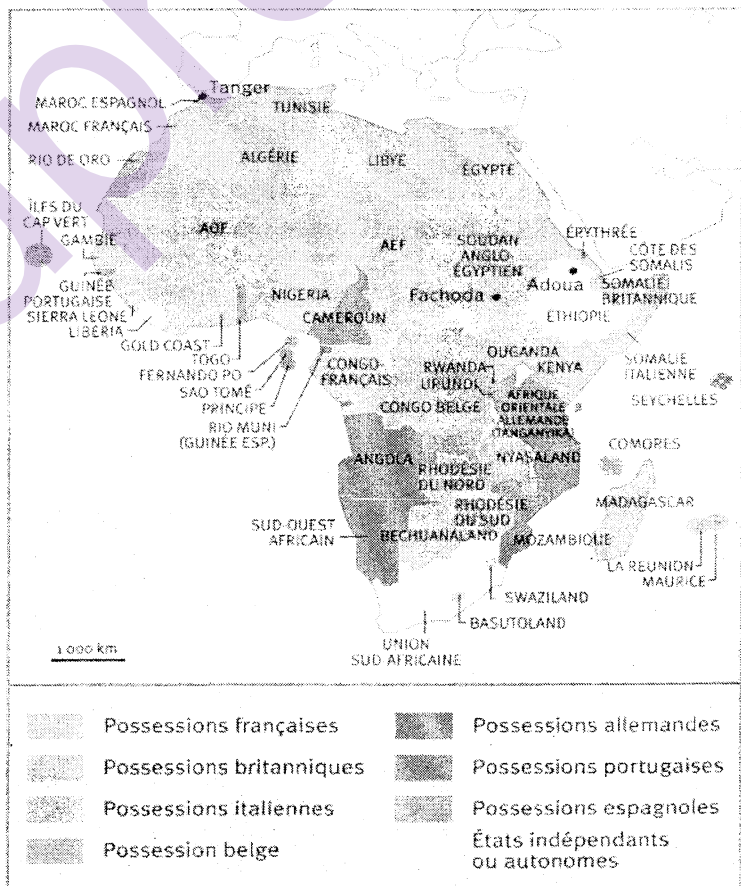 Tanger
MAROC ESPAGNOL
TUNISIE
MAROC FRANÇAIS
RIO DE ORO
ALGÉRIE
LIBYE
ÉGYPTE
ÎLES DU
CAP VERT
GAMBIE
AOF
AEF
SOUDAN
ANGLO-
ÉGYPTIEN
ÉRYTHRÉE
CÔTE DES
SOMALIS
Adoua
SOMALIE
BRITANNIQUE
GUINÉE
PORTUGAISE
SIERRA LEONE
LIBÉRIA
NIGERIA
Fachoda
ÉTHIOPIE
CAMEROUN
GOLD COAST
TOGO
FERNANDO PO
SAO TOMÉ
PRINCIPE
RIO MUNI
(GUINÉE ESP.)
CONGO
FRANÇAIS
OUGANDA
KENYA
RWANDA
URUNDI
SOMALIE
ITALIENNE
SEYCHELLES
CONGO BELGE
AFRIQUE
ORIENTALE
ALLEMANDE
(TANGANYIKA)
COMORES
ANGOLA
RHODÉSIE
DU NORD
NYASALAND
MADAGASCAR
RHODÉSIE
DU SUD
SUD-OUEST
AFRICAIN
BECHUANALAND
MOZAMBIQUE
LA RÉUNION
MAURICE
SWAZILAND
BASUTOLAND
UNION
SUD AFRICAINE
1 000 km
Possessions françaises
Possessions britanniques
Possessions italiennes
Possession belge
Possessions allemandes
Possessions portugaises
Possessions espagnoles
États indépendants
ou autonomes